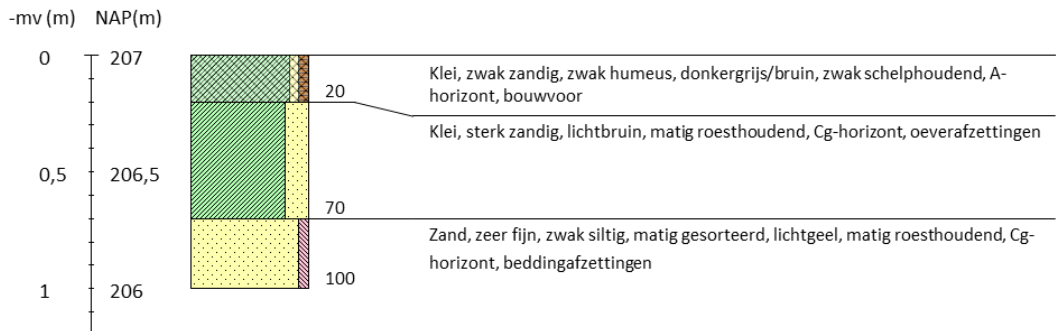 -mv (m) NAP(m)
0 207
Klei, zwak zandig, zwak humeus, donkergrijs/bruin, zwak schelphoudend, A-
20 horizont, bouwvoor
Klei, sterk zandig, lichtbruin, matig roesthoudend, Cg-horizont, oeverafzettingen
0,5 206,5
70
Zand, zeer fijn, zwak siltig, matig gesorteerd, lichtgeel, matig roesthoudend, Cg-
horizont, beddingafzettingen
100
1 206